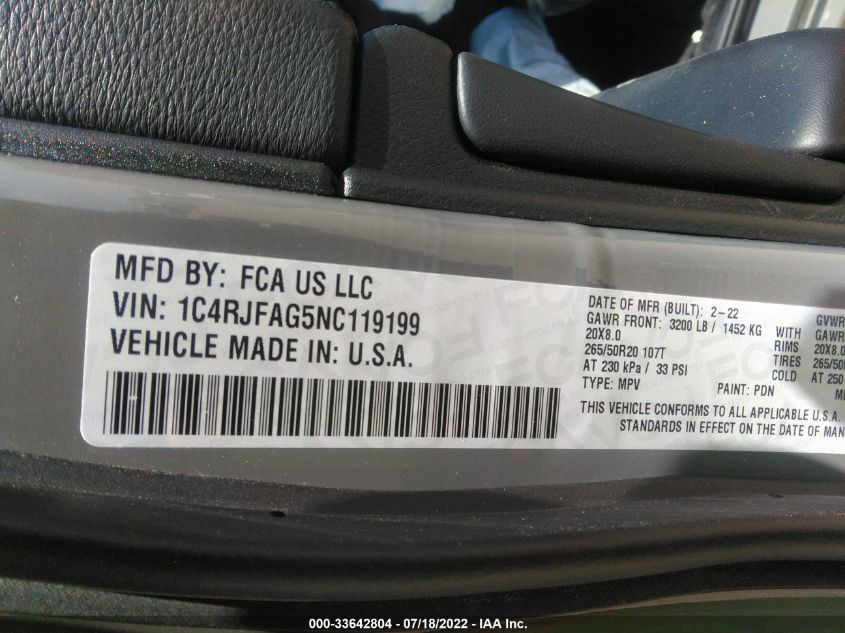 MFD BY: FCA US LLC
VIN: 1C4RJFAG5NC119199
VEHICLE MADE IN: U.S.A.
DATE OF MFR (BUILT): 2-22
GAWR FRONT: 3200 LB / 1452 KG WITH
20X8.0 RIMS
265/50R20 107T TIRES
AT 230 kPa / 33 PSI COLD
TYPE: MPV PAINT: PDN
GVWR
GAWR
20X8.0
265/50R
AT 250
THIS VEHICLE CONFORMS TO ALL APPLICABLE U.S.A.
STANDARDS IN EFFECT ON THE DATE OF MAN
000-33642804 - 07/18/2022 - IAA Inc.